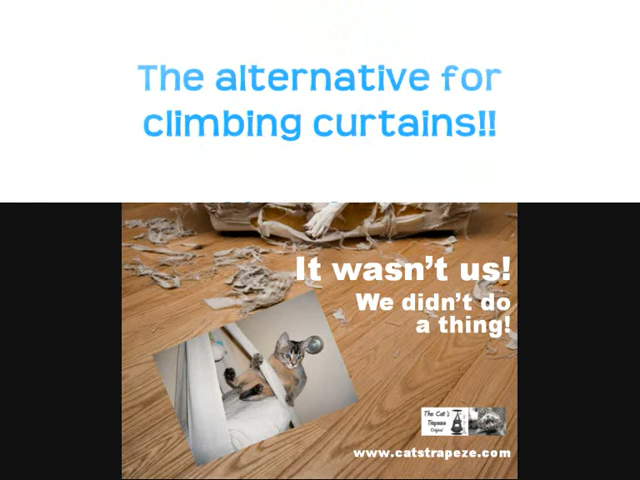 The alternative for
climbing curtains!!
It wasn't us!
We didn't do
a thing!
The Cat's
Trapeze
www.catstrapeze.com